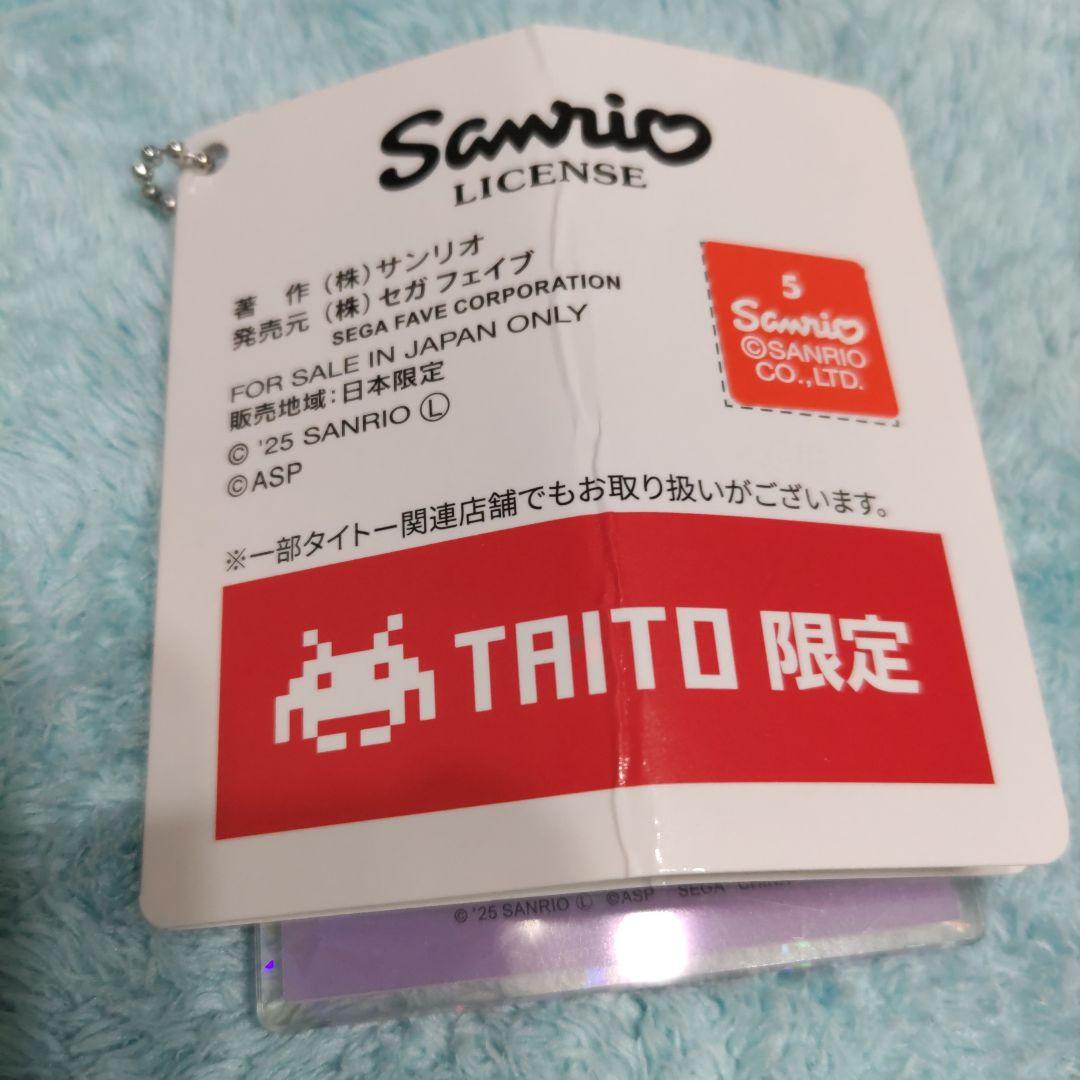 Sanrio
LICENSE
著 作 (株)サンリオ
発売元 (株)セガ フェイブ
SEGA FAVE CORPORATION
FOR SALE IN JAPAN ONLY
販売地域:日本限定
© '25 SANRIO Ⓛ
©ASP
5
Sanrio
©SANRIO
CO.,LTD.
※一部タイトー関連店舗でもお取り扱いがございます。
TAITO 限定
© '25 SANRIO Ⓛ ©ASP SEGA